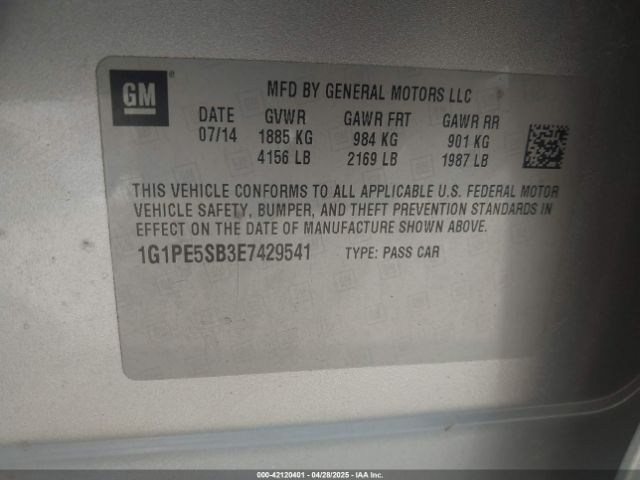 GM®
MFD BY GENERAL MOTORS LLC
DATE GVWR GAWR FRT GAWR RR
07/14 1885 KG 984 KG 901 KG
4156 LB 2169 LB 1987 LB
THIS VEHICLE CONFORMS TO ALL APPLICABLE U.S. FEDERAL MOTOR
VEHICLE SAFETY, BUMPER, AND THEFT PREVENTION STANDARDS IN
EFFECT ON THE DATE OF MANUFACTURE SHOWN ABOVE.
1G1PE5SB3E7429541 TYPE: PASS CAR
000-42120401 - 04/28/2025 - IAAI.com